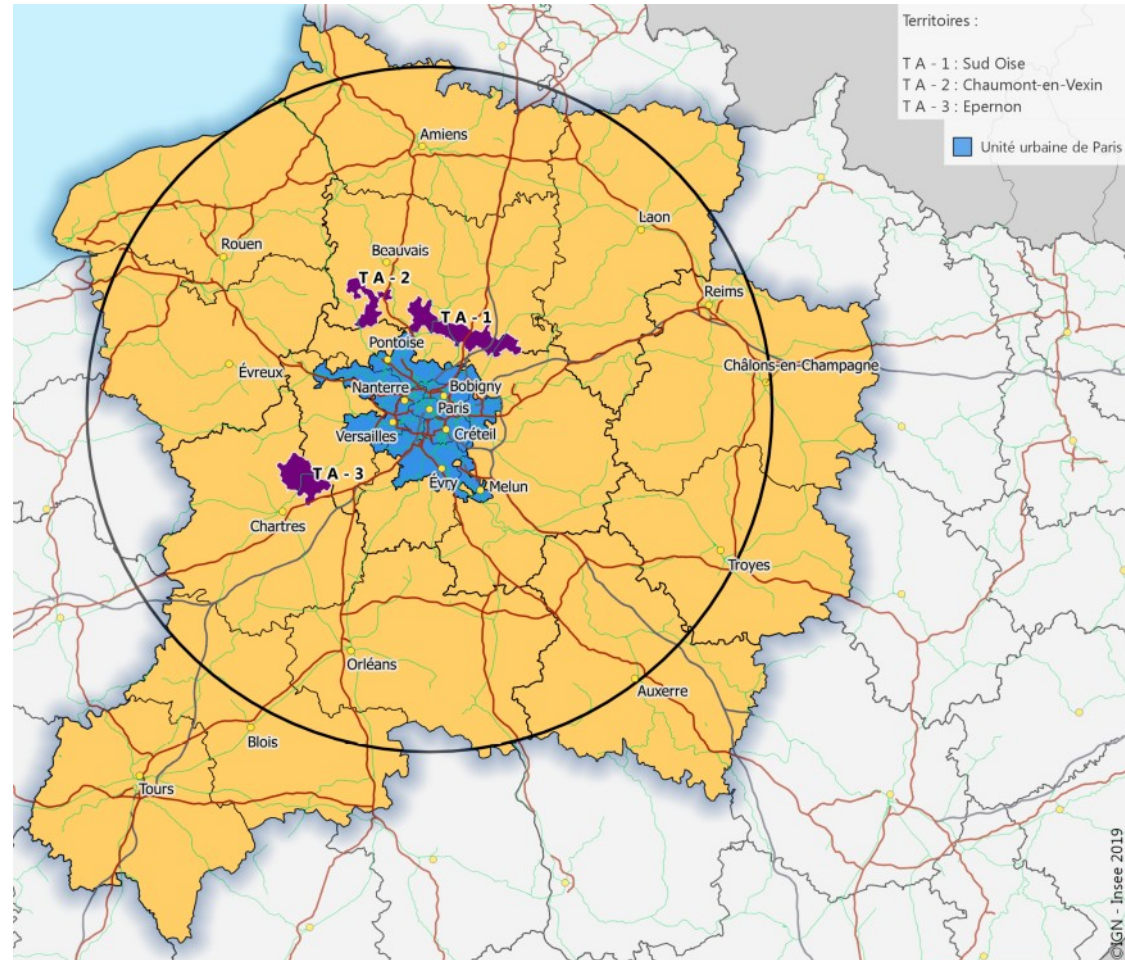 Territoires :
T A - 1 : Sud Oise
T A - 2 : Chaumont-en-Vexin
T A - 3 : Epernon
Unité urbaine de Paris
Amiens
Laon
Rouen
Beauvais
T A - 2
Reims
T A - 1
Pontoise
Évreux
Châlons-en-Champagne
Nanterre
Bobigny
Paris
Versailles
Créteil
T A - 3
Évry
Melun
Chartres
Troyes
Orléans
Auxerre
Blois
Tours
©IGN - Insee 2019